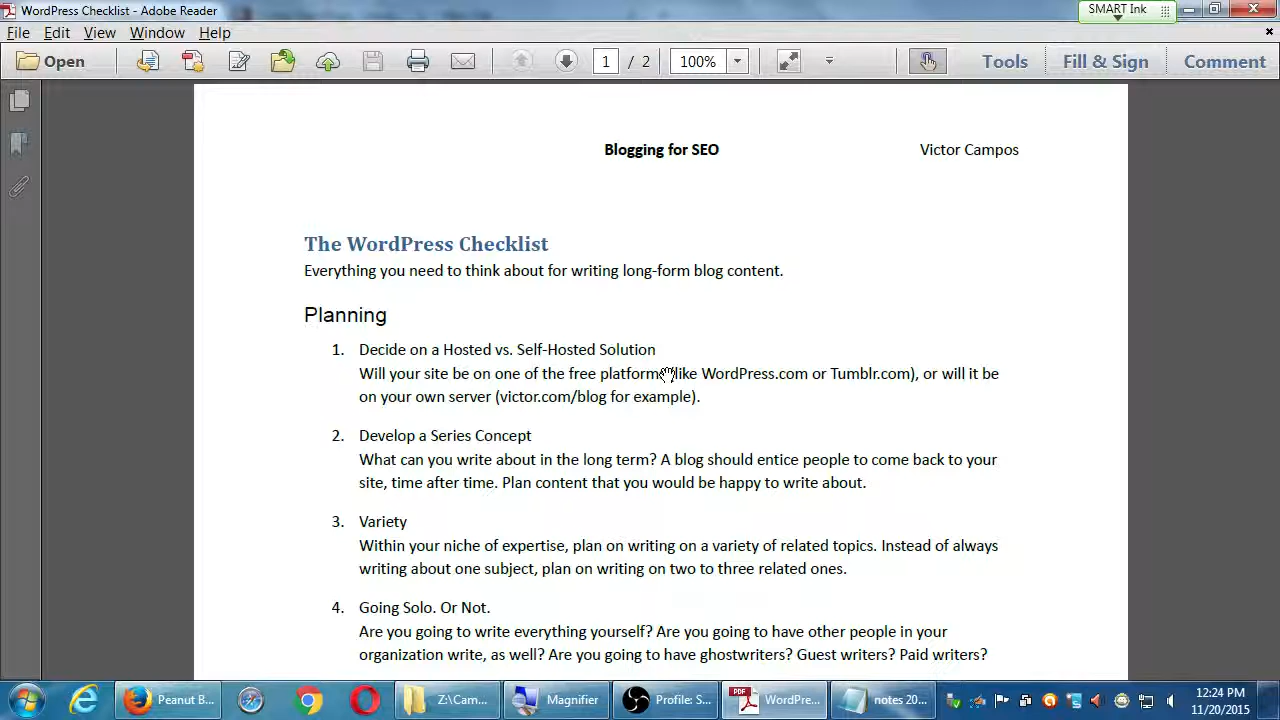 WordPress Checklist - Adobe Reader
SMART Ink
File Edit View Window Help
Open 1 / 2 100% Tools Fill & Sign Comment
Blogging for SEO Victor Campos
The WordPress Checklist
Everything you need to think about for writing long-form blog content.
Planning
1. Decide on a Hosted vs. Self-Hosted Solution
Will your site be on one of the free platforms (like WordPress.com or Tumblr.com), or will it be
on your own server (victor.com/blog for example).
2. Develop a Series Concept
What can you write about in the long term? A blog should entice people to come back to your
site, time after time. Plan content that you would be happy to write about.
3. Variety
Within your niche of expertise, plan on writing on a variety of related topics. Instead of always
writing about one subject, plan on writing on two to three related ones.
4. Going Solo. Or Not.
Are you going to write everything yourself? Are you going to have other people in your
organization write, as well? Are you going to have ghostwriters? Guest writers? Paid writers?
Peanut B... Z:\Cam... Magnifier Profile: S... PDF WordPre... notes 20... 12:24 PM
11/20/2015